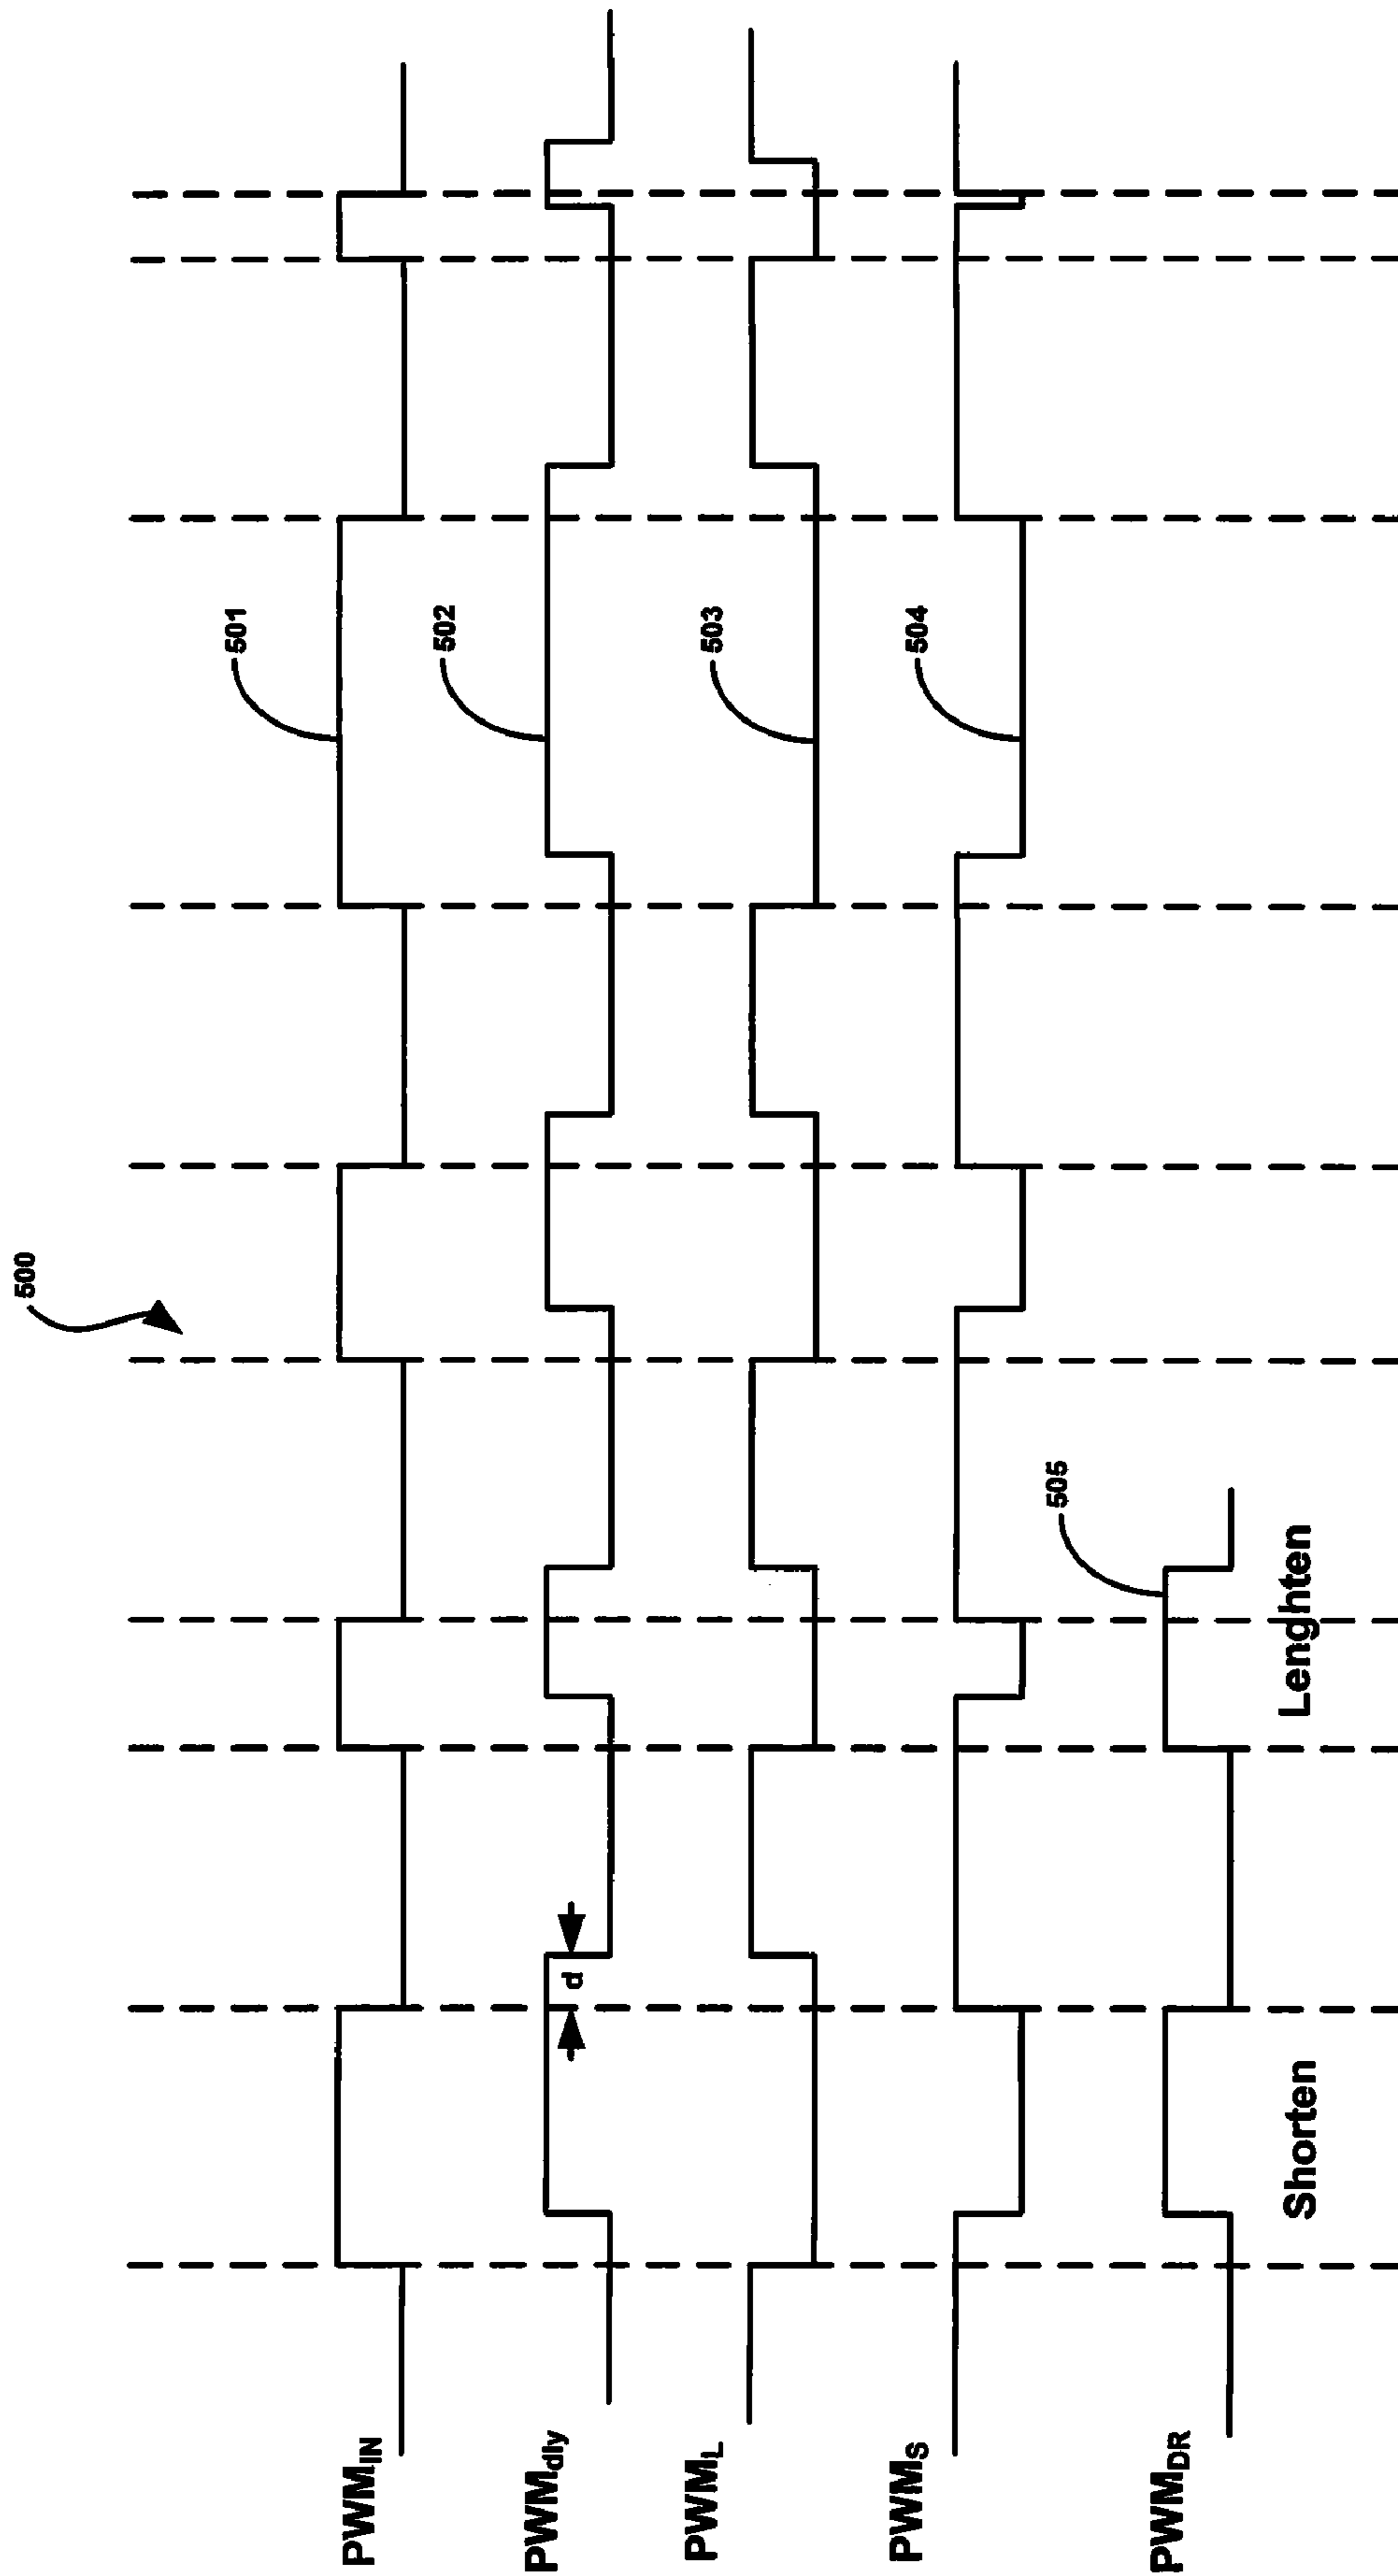 500
PWM_IN
501
PWM_dly
d
502
PWM_L
503
PWM_S
504
PWM_DR
505
Shorten
Lenghten